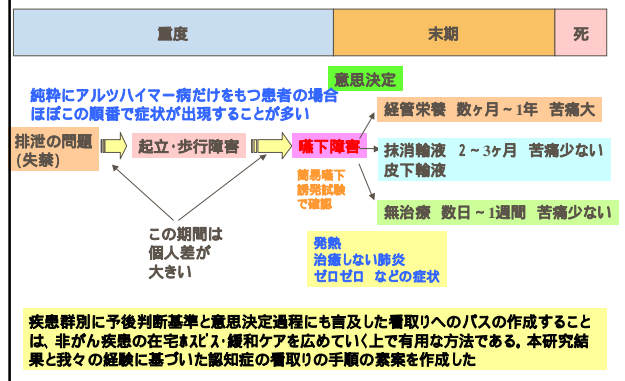 重度
末期
死
意思決定
純粋にアルツハイマー病だけをもつ患者の場合
ほぼこの順番で症状が出現することが多い
経管栄養 数ヶ月～1年 苦痛大
排泄の問題
(失禁)
起立・歩行障害
嚥下障害
抹消輸液 2～3ヶ月 苦痛少ない
皮下輸液
簡易嚥下
誘発試験
で確認
無治療 数日～1週間 苦痛少ない
この期間は
個人差が
大きい
発熱
治癒しない肺炎
ゼロゼロ などの症状
疾患群別に予後判断基準と意思決定過程にも言及した看取りへのパスの作成すること
は、非がん疾患の在宅ホスピス・緩和ケアを広めていく上で有用な方法である。本研究結
果と我々の経験に基づいた認知症の看取りの手順の素案を作成した